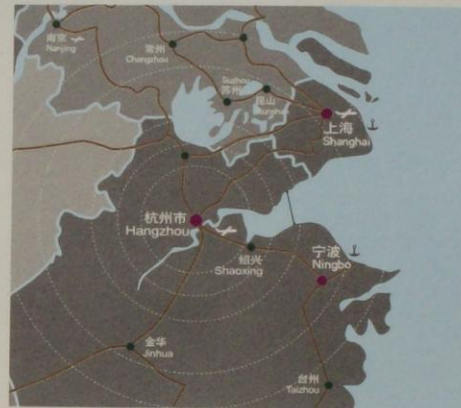 南京
Nanjing
常州
Changzhou
Suzhou
苏州
昆山
上海
Shanghai
杭州市
Hangzhou
绍兴
Shaoxing
宁波
Ningbo
金华
Jinhua
台州
Taizhou